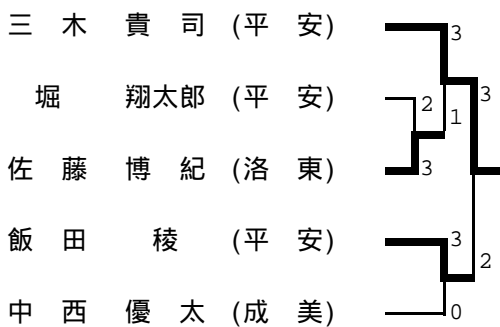 三木 貴司 (平 安) 3
3
堀 翔太郎 (平 安) 2
1
佐藤 博紀 (洛 東) 3
飯田 稜 (平 安) 3
2
中西 優太 (成 美) 0